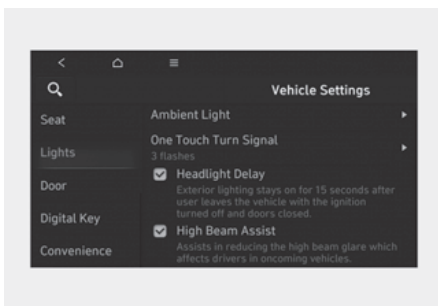 Vehicle Settings
Seat
Lights
Door
Digital Key
Convenience
Ambient Light
One Touch Turn Signal
3 flashes
Headlight Delay
Exterior lighting stays on for 15 seconds after
user leaves the vehicle with the ignition
turned off and doors closed.
High Beam Assist
Assists in reducing the high beam glare which
affects drivers in oncoming vehicles.